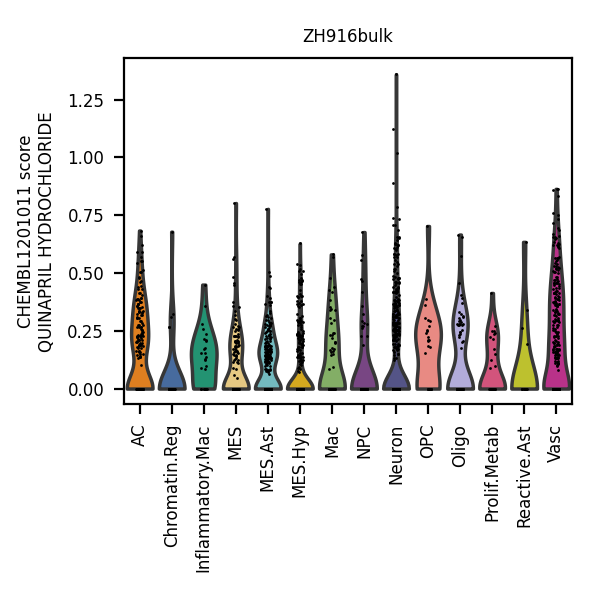 ZH916bulk
CHEMBL1201011 score
QUINAPRIL HYDROCHLORIDE
1.25
1.00
0.75
0.50
0.25
0.00
AC
Chromatin.Reg
Inflammatory.Mac
MES
MES.Ast
MES.Hyp
Mac
NPC
Neuron
OPC
Oligo
Prolif.Metab
Reactive.Ast
Vasc